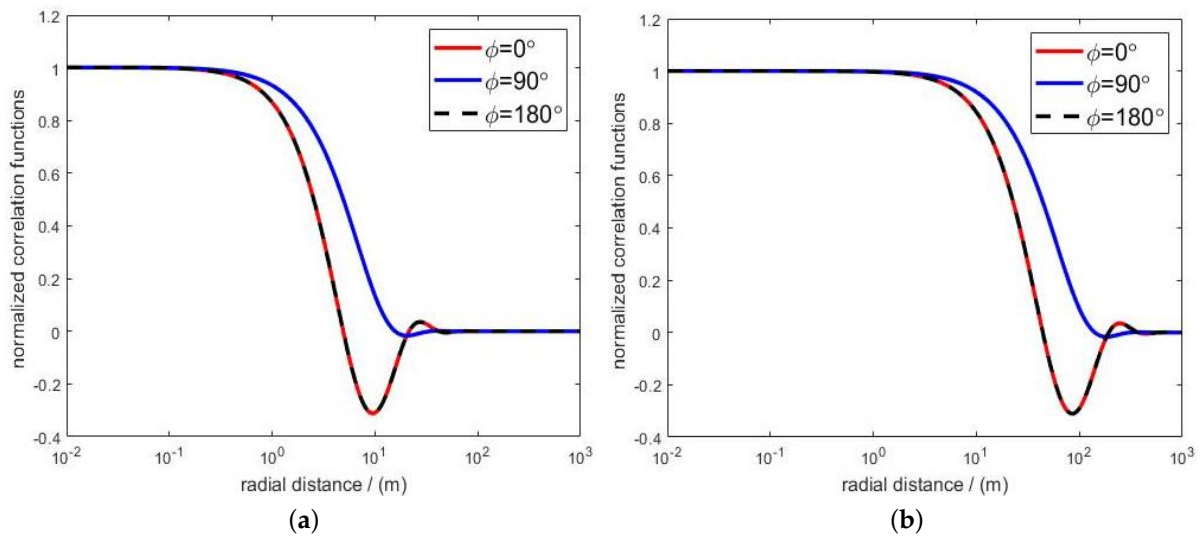 1.2
1
0.8
0.6
0.4
0.2
0
-0.2
-0.4
normalized correlation functions
ϕ=0°
ϕ=90°
ϕ=180°
10⁻² 10⁻¹ 10⁰ 10¹ 10² 10³
radial distance / (m)
(a)
1.2
1
0.8
0.6
0.4
0.2
0
-0.2
-0.4
normalized correlation functions
ϕ=0°
ϕ=90°
ϕ=180°
10⁻² 10⁻¹ 10⁰ 10¹ 10² 10³
radial distance / (m)
(b)